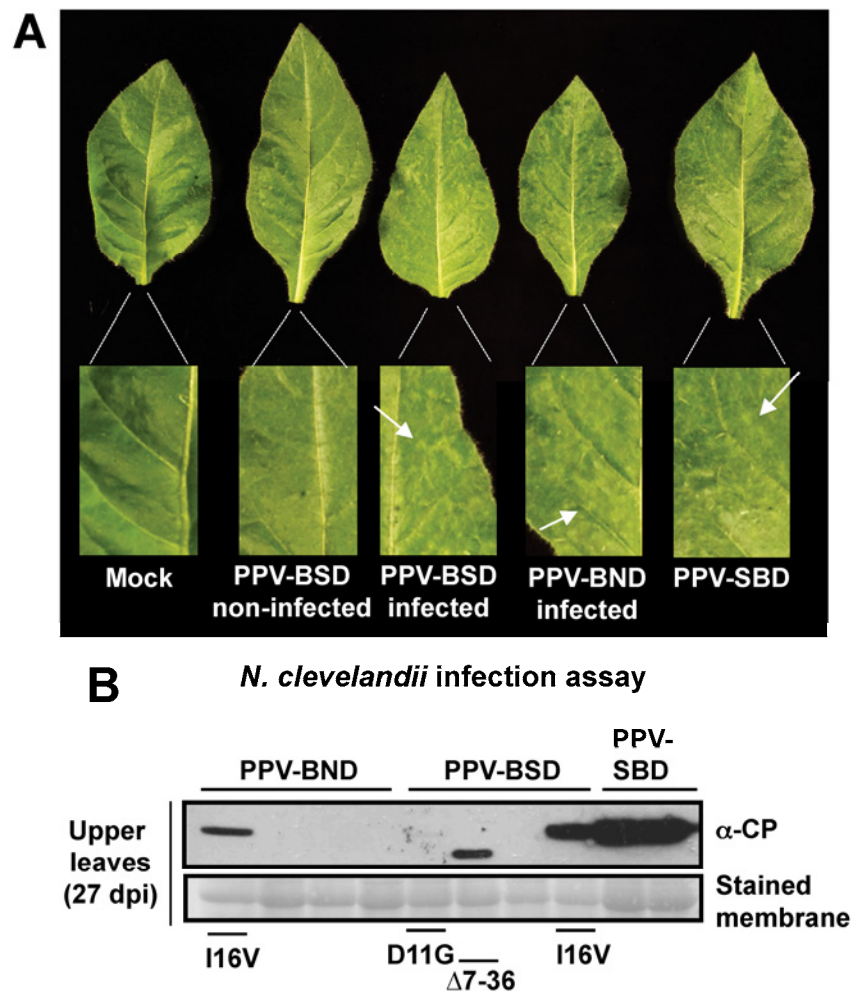 A
Mock
PPV-BSD
non-infected
PPV-BSD
infected
PPV-BND
infected
PPV-SBD
B
N. clevelandii infection assay
PPV-BND
PPV-BSD
PPV-
SBD
Upper
leaves
(27 dpi)
α-CP
Stained
membrane
I16V
D11G
Δ7-36
I16V